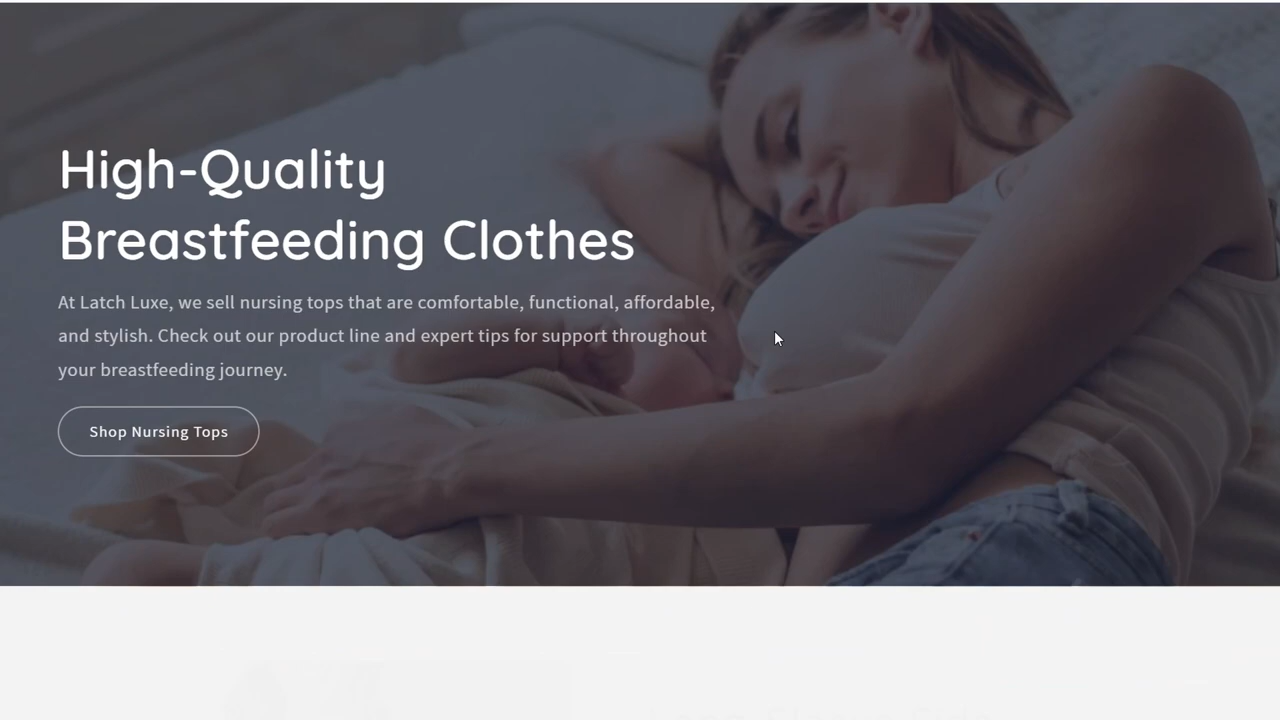 High-Quality
Breastfeeding Clothes
At Latch Luxe, we sell nursing tops that are comfortable, functional, affordable,
and stylish. Check out our product line and expert tips for support throughout
your breastfeeding journey.
Shop Nursing Tops